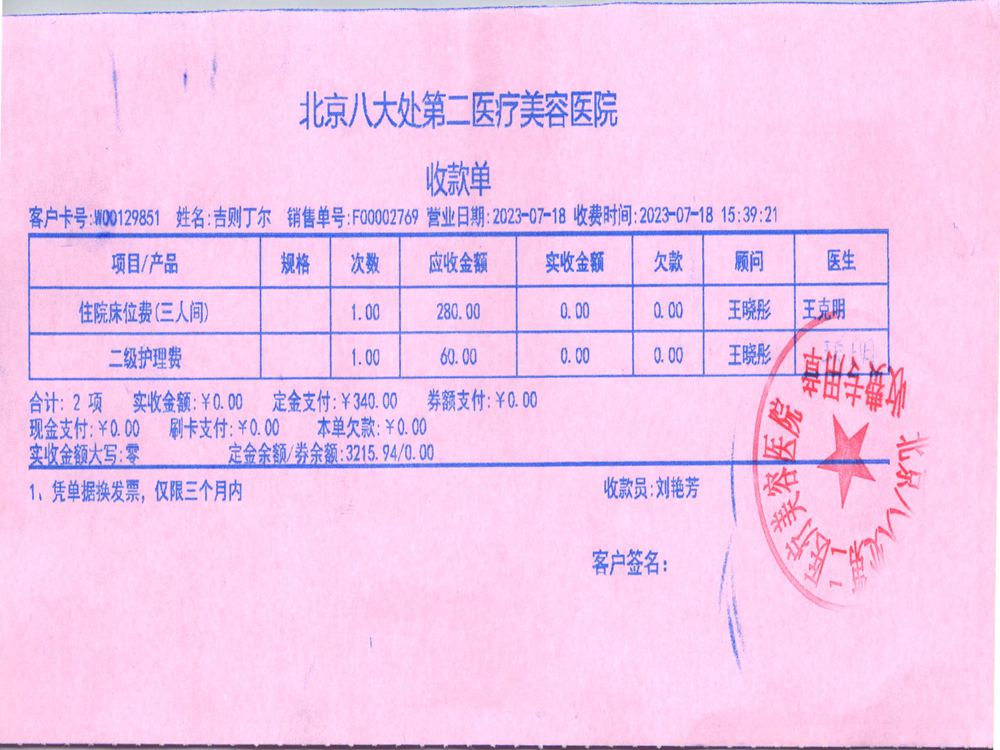 北京八大处第二医疗美容医院
收款单
客户卡号:W00129851 姓名:吉则丁尔 销售单号:F00002769 营业日期:2023-07-18 收费时间:2023-07-18 15:39:21
项目/产品 规格 次数 应收金额 实收金额 欠款 顾问 医生
住院床位费(三人间) 1.00 280.00 0.00 0.00 王晓彤 王克明
二级护理费 1.00 60.00 0.00 0.00 王晓彤
合计: 2 项 实收金额:¥0.00 定金支付:¥340.00 券额支付:¥0.00
现金支付:¥0.00 刷卡支付:¥0.00 本单欠款:¥0.00
实收金额大写:零 定金余额/券余额:3215.94/0.00
1、凭单据换发票，仅限三个月内 收款员:刘艳芳
客户签名:
美容医院